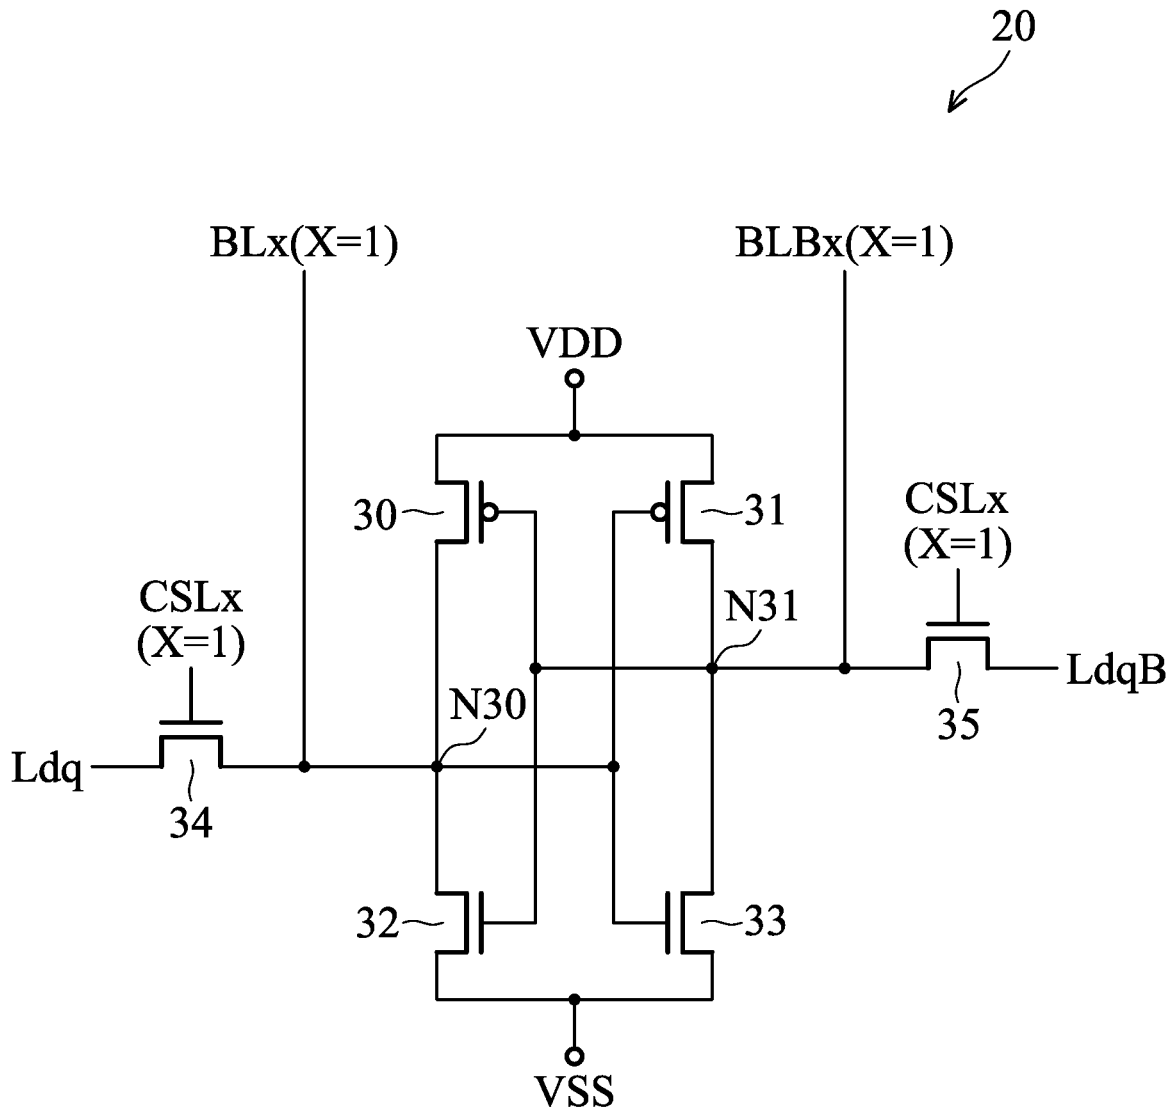 20
BLx(X=1)
BLBx(X=1)
VDD
30
31
CSLx
(X=1)
CSLx
(X=1)
N31
N30
LdqB
35
Ldq
34
32
33
VSS